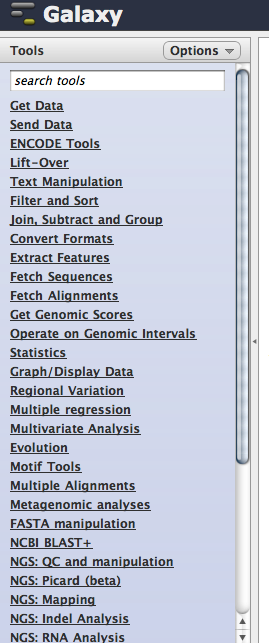 Galaxy
Tools Options
search tools
Get Data
Send Data
ENCODE Tools
Lift-Over
Text Manipulation
Filter and Sort
Join, Subtract and Group
Convert Formats
Extract Features
Fetch Sequences
Fetch Alignments
Get Genomic Scores
Operate on Genomic Intervals
Statistics
Graph/Display Data
Regional Variation
Multiple regression
Multivariate Analysis
Evolution
Motif Tools
Multiple Alignments
Metagenomic analyses
FASTA manipulation
NCBI BLAST+
NGS: QC and manipulation
NGS: Picard (beta)
NGS: Mapping
NGS: Indel Analysis
NGS: RNA Analysis